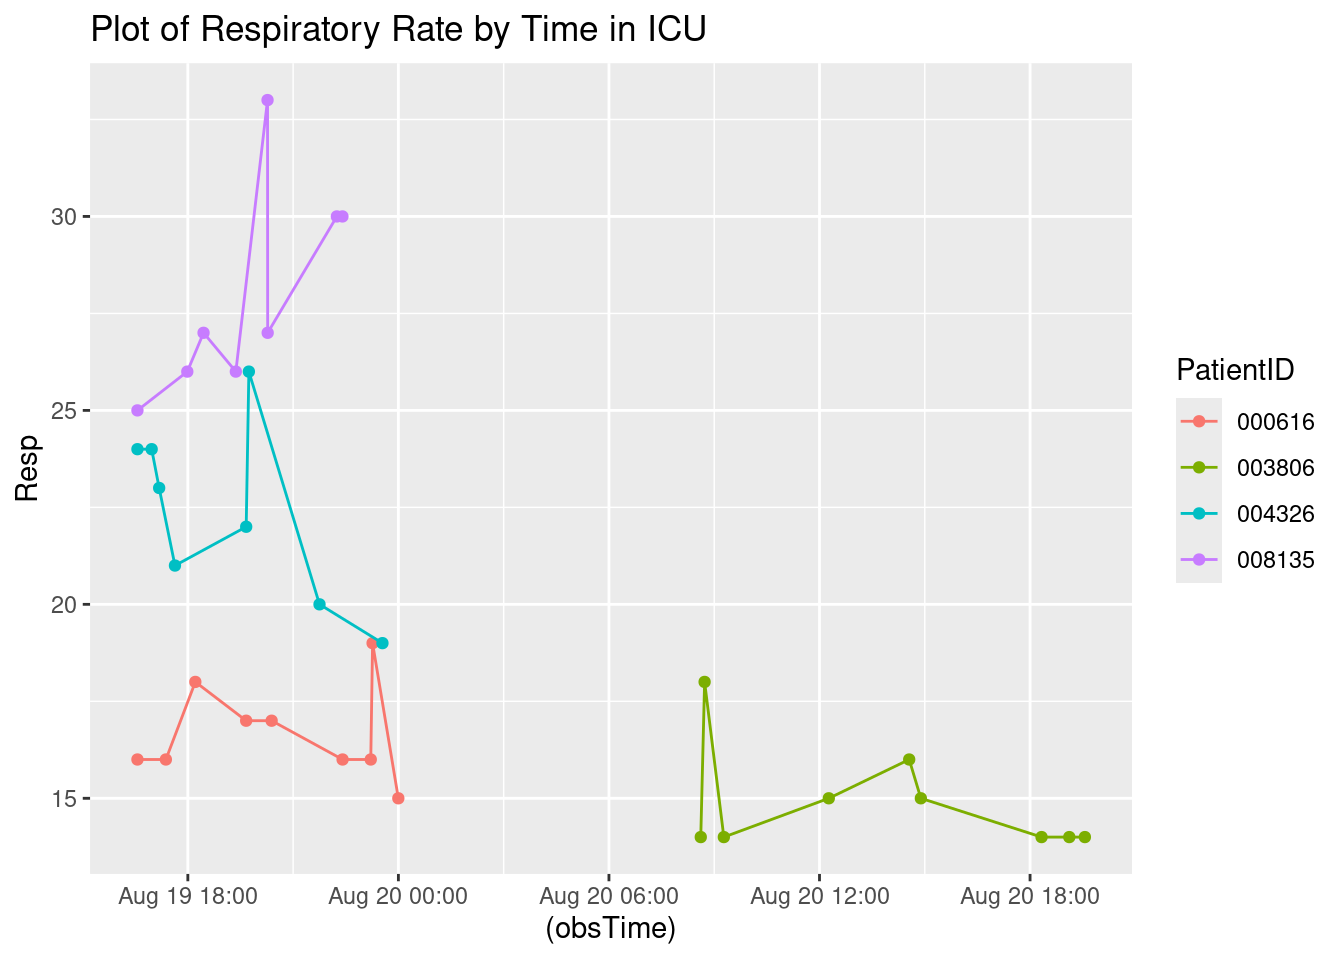 Plot of Respiratory Rate by Time in ICU
30
25
20
15
Resp
Aug 19 18:00 Aug 20 00:00 Aug 20 06:00 Aug 20 12:00 Aug 20 18:00
(obsTime)
PatientID
000616
003806
004326
008135